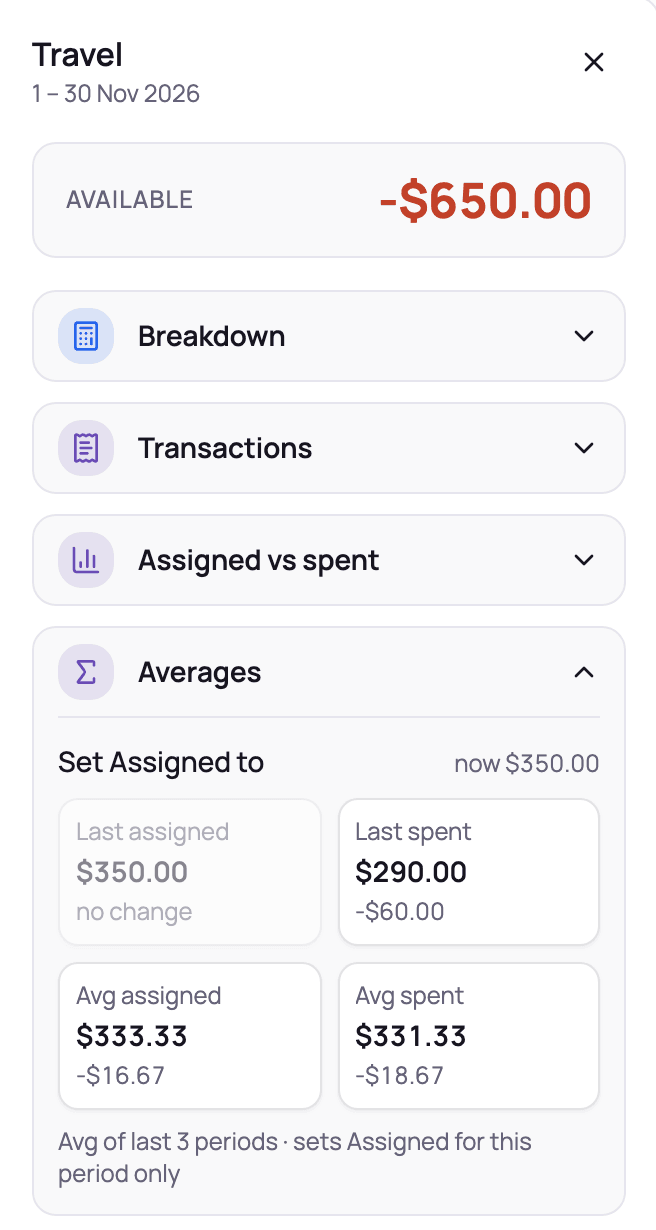 Travel
1 – 30 Nov 2026
AVAILABLE
-$650.00
Breakdown
Transactions
Assigned vs spent
Averages
Set Assigned to
now $350.00
Last assigned
$350.00
no change
Last spent
$290.00
-$60.00
Avg assigned
$333.33
-$16.67
Avg spent
$331.33
-$18.67
Avg of last 3 periods · sets Assigned for this
period only